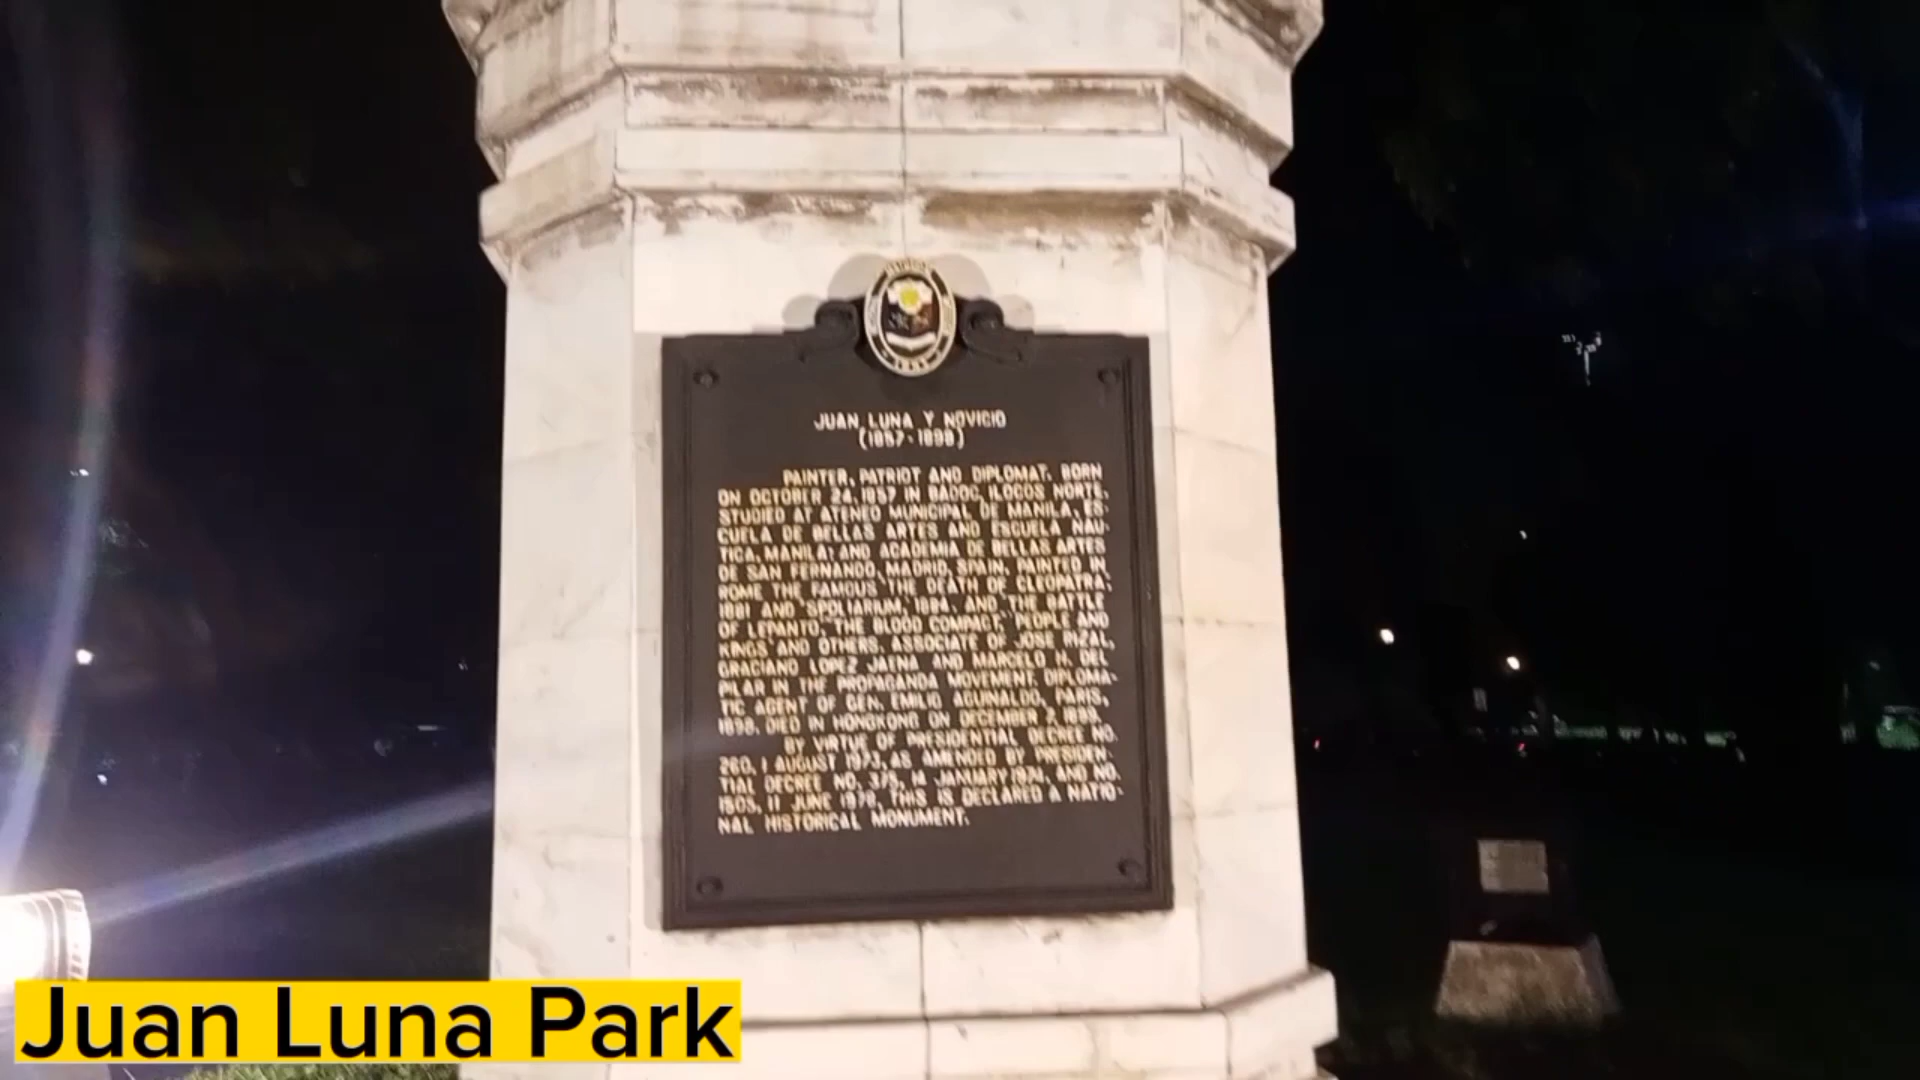 JUAN LUNA Y NOVICIO
(1857-1899)
PAINTER, PATRIOT AND DIPLOMAT. BORN
ON OCTOBER 24, 1857 IN BADOC, ILOCOS NORTE.
STUDIED AT ATENEO MUNICIPAL DE MANILA, ES-
CUELA DE BELLAS ARTES AND ESCUELA NAU-
TICA, MANILA; AND ACADEMIA DE BELLAS ARTES
DE SAN FERNANDO, MADRID, SPAIN. PAINTED IN
ROME THE FAMOUS "THE DEATH OF CLEOPATRA,"
1881 AND "SPOLIARIUM," 1884, AND "THE BATTLE
OF LEPANTO," "THE BLOOD COMPACT," "PEOPLE AND
KINGS" AND OTHERS. ASSOCIATE OF JOSE RIZAL,
GRACIANO LOPEZ JAENA AND MARCELO H. DEL
PILAR IN THE PROPAGANDA MOVEMENT. DIPLOMA-
TIC AGENT OF GEN. EMILIO AGUINALDO, PARIS,
1898. DIED IN HONGKONG ON DECEMBER 7, 1899.
BY VIRTUE OF PRESIDENTIAL DECREE NO.
260, 1 AUGUST 1973, AS AMENDED BY PRESIDEN-
TIAL DECREE NO. 375, 14 JANUARY 1974, AND NO.
1505, 11 JUNE 1978, THIS IS DECLARED A NATIO-
NAL HISTORICAL MONUMENT.
Juan Luna Park